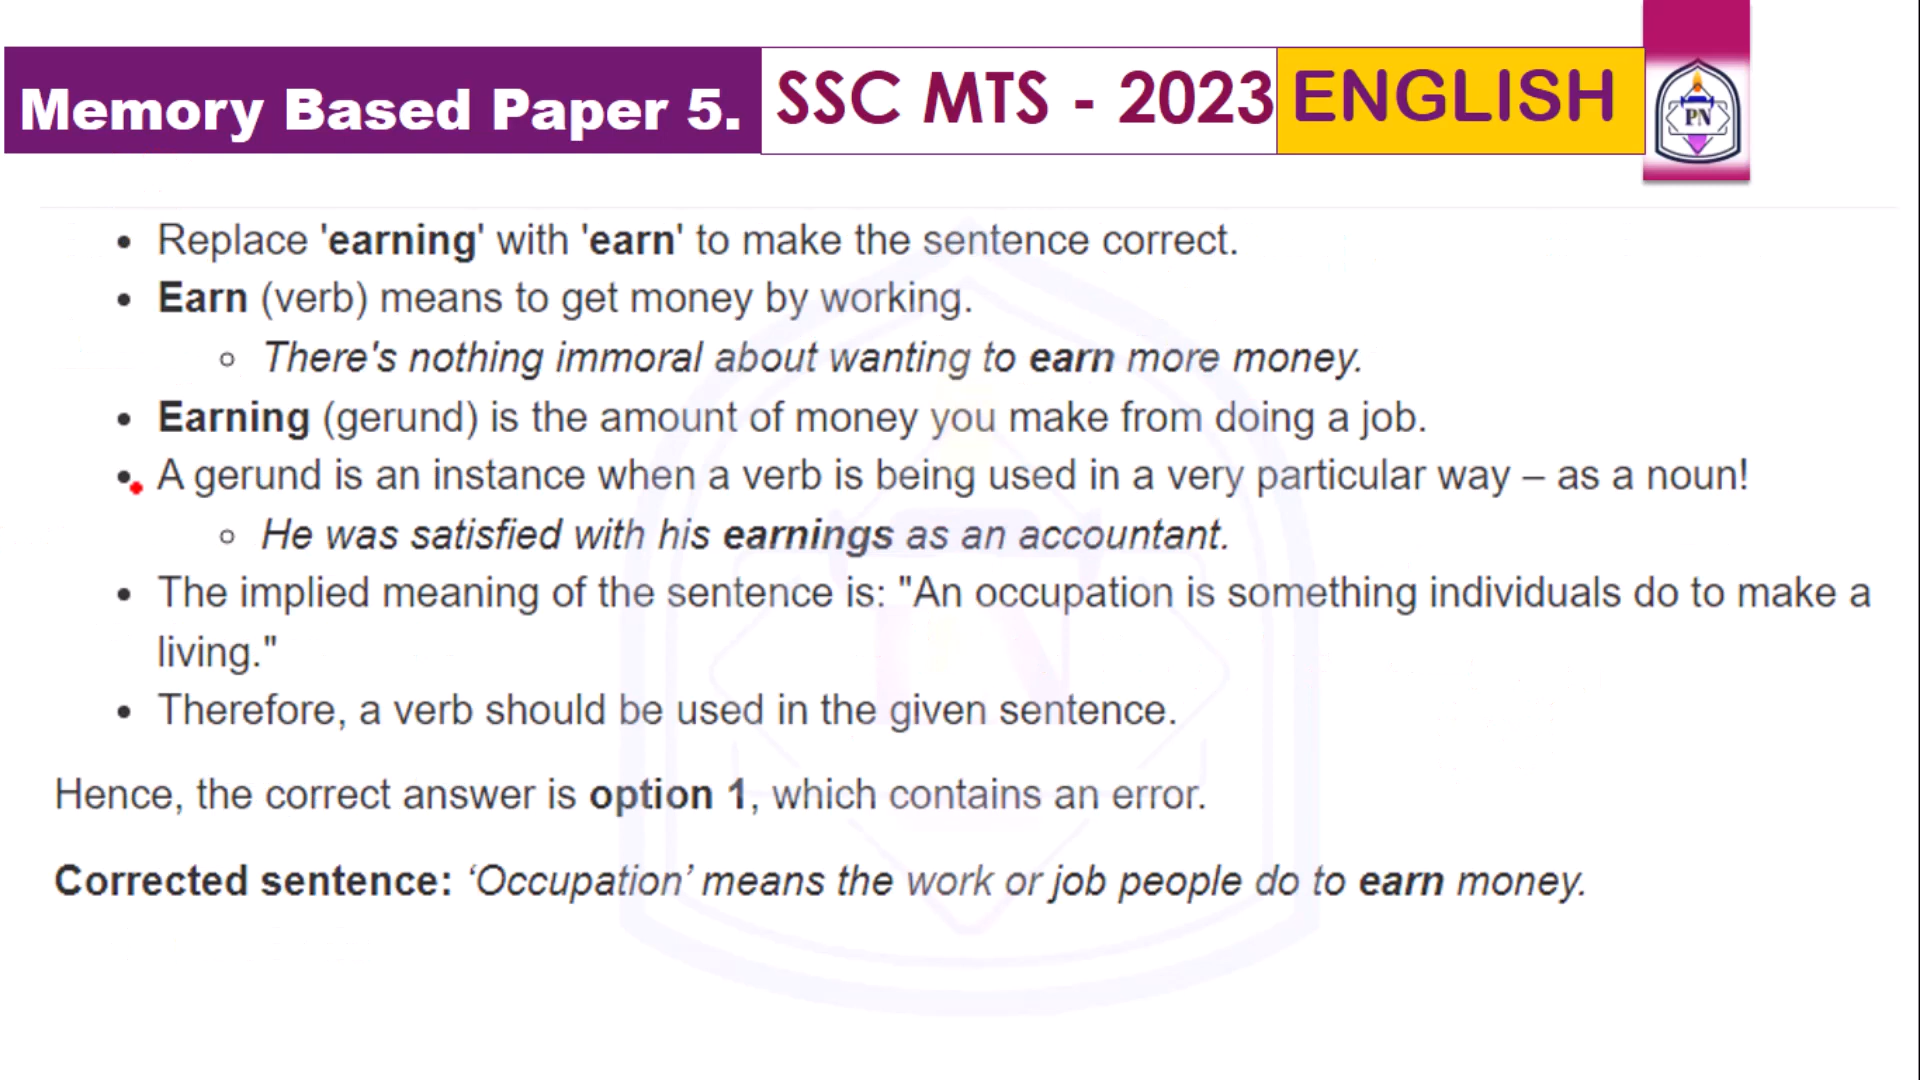 Memory Based Paper 5. SSC MTS - 2023 ENGLISH
PN
• Replace 'earning' with 'earn' to make the sentence correct.
• Earn (verb) means to get money by working.
○ There's nothing immoral about wanting to earn more money.
• Earning (gerund) is the amount of money you make from doing a job.
• A gerund is an instance when a verb is being used in a very particular way – as a noun!
○ He was satisfied with his earnings as an accountant.
• The implied meaning of the sentence is: "An occupation is something individuals do to make a
living."
• Therefore, a verb should be used in the given sentence.
Hence, the correct answer is option 1, which contains an error.
Corrected sentence: ‘Occupation’ means the work or job people do to earn money.